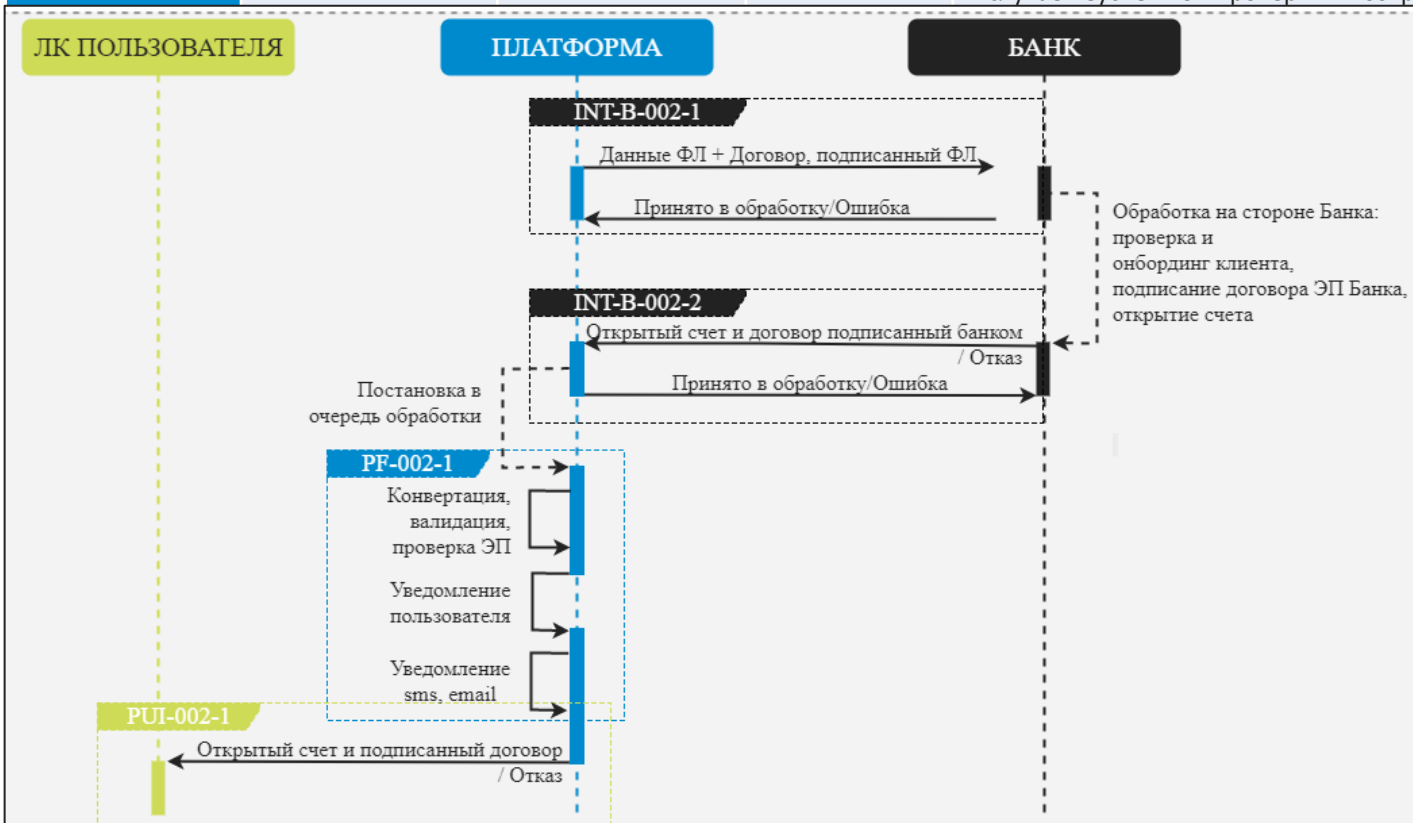 ЛК ПОЛЬЗОВАТЕЛЯ
ПЛАТФОРМА
БАНК
INT-B-002-1
Данные ФЛ + Договор, подписанный ФЛ
Принято в обработку/Ошибка
Обработка на стороне Банка:
проверка и
онбординг клиента,
подписание договора ЭП Банка,
открытие счета
INT-B-002-2
Открытый счет и договор подписанный банком
/ Отказ
Принято в обработку/Ошибка
Постановка в
очередь обработки
PF-002-1
Конвертация,
валидация,
проверка ЭП
Уведомление
пользователя
Уведомление
sms, email
PUI-002-1
Открытый счет и подписанный договор
/ Отказ